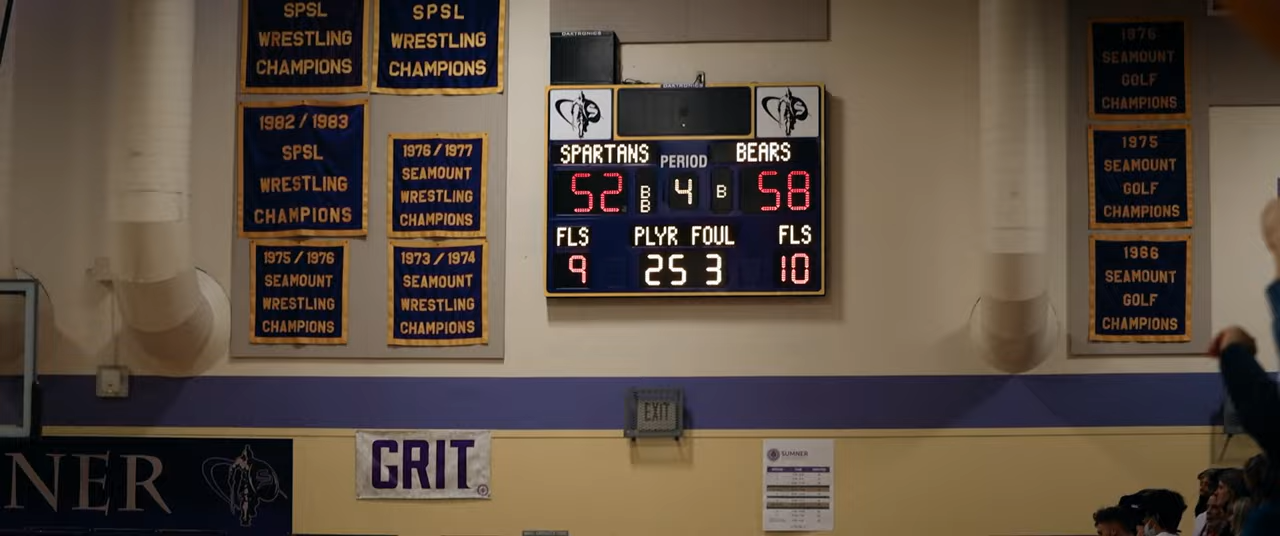 SPSL
WRESTLING
CHAMPIONS
SPSL
WRESTLING
CHAMPIONS
1982 / 1983
SPSL
WRESTLING
CHAMPIONS
1976 / 1977
SEAMOUNT
WRESTLING
CHAMPIONS
1975 / 1976
SEAMOUNT
WRESTLING
CHAMPIONS
1973 / 1974
SEAMOUNT
WRESTLING
CHAMPIONS
DAKTRONICS
DAKTRONICS
SPARTANS PERIOD BEARS
52 B B 4 B 58
FLS PLYR FOUL FLS
9 25 3 10
1976
SEAMOUNT
GOLF
CHAMPIONS
1975
SEAMOUNT
GOLF
CHAMPIONS
1966
SEAMOUNT
GOLF
CHAMPIONS
EXIT
NER
GRIT
SUMNER